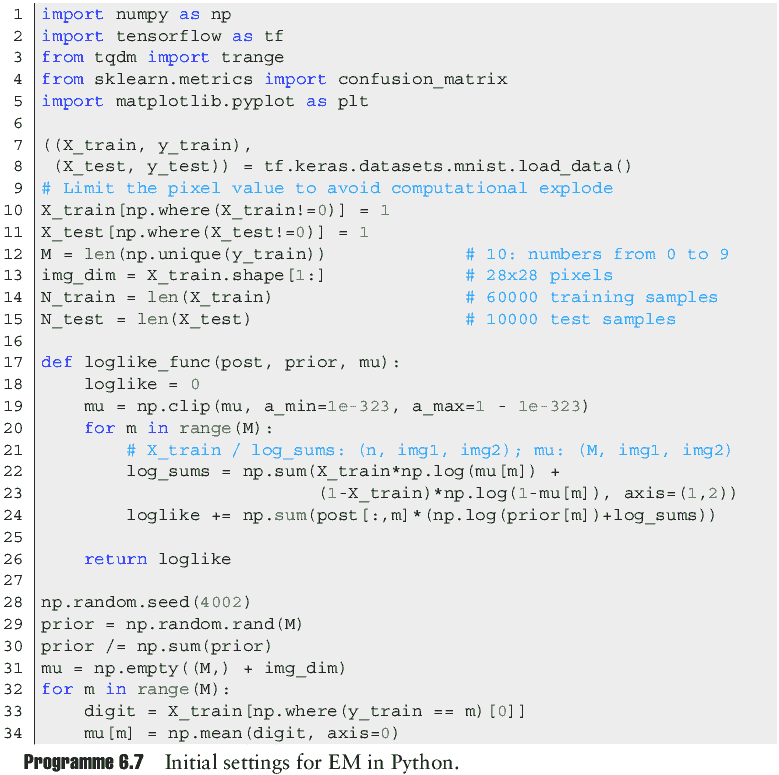 1 import numpy as np
2 import tensorflow as tf
3 from tqdm import trange
4 from sklearn.metrics import confusion_matrix
5 import matplotlib.pyplot as plt
6
7 ((X_train, y_train),
8  (X_test, y_test)) = tf.keras.datasets.mnist.load_data()
9 # Limit the pixel value to avoid computational explode
10 X_train[np.where(X_train!=0)] = 1
11 X_test[np.where(X_test!=0)] = 1
12 M = len(np.unique(y_train))             # 10: numbers from 0 to 9
13 img_dim = X_train.shape[1:]             # 28x28 pixels
14 N_train = len(X_train)                  # 60000 training samples
15 N_test = len(X_test)                    # 10000 test samples
16
17 def loglike_func(post, prior, mu):
18     loglike = 0
19     mu = np.clip(mu, a_min=1e-323, a_max=1 - 1e-323)
20     for m in range(M):
21         # X_train / log_sums: (n, img1, img2); mu: (M, img1, img2)
22         log_sums = np.sum(X_train*np.log(mu[m]) +
23                           (1-X_train)*np.log(1-mu[m]), axis=(1,2))
24         loglike += np.sum(post[:,m]*(np.log(prior[m])+log_sums))
25
26     return loglike
27
28 np.random.seed(4002)
29 prior = np.random.rand(M)
30 prior /= np.sum(prior)
31 mu = np.empty((M,) + img_dim)
32 for m in range(M):
33     digit = X_train[np.where(y_train == m)[0]]
34     mu[m] = np.mean(digit, axis=0)
Programme 6.7 Initial settings for EM in Python.